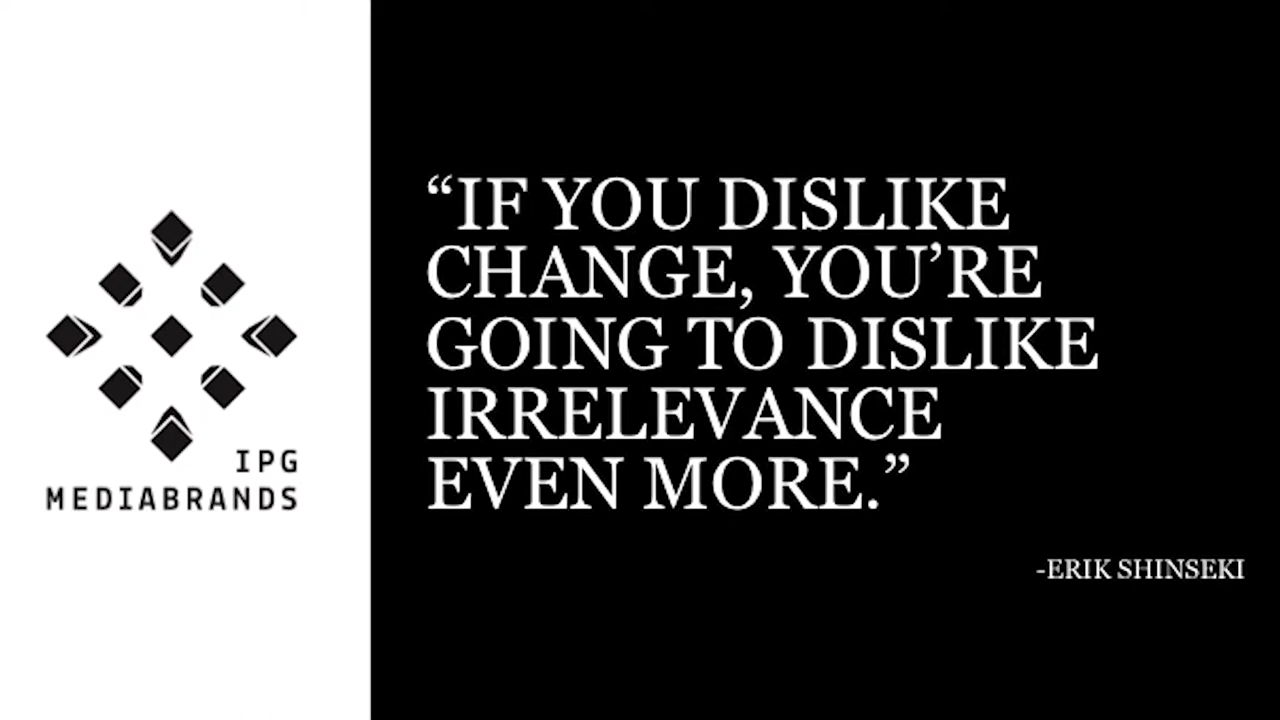 IPG
MEDIABRANDS
“IF YOU DISLIKE
CHANGE, YOU’RE
GOING TO DISLIKE
IRRELEVANCE
EVEN MORE.”
-ERIK SHINSEKI